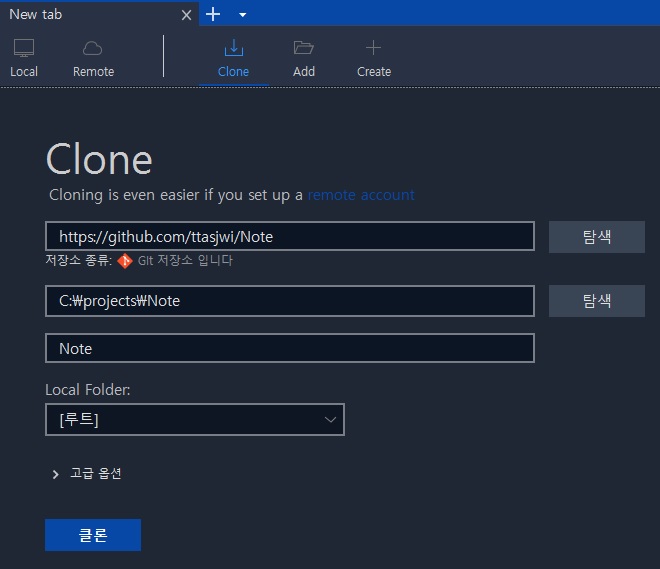 New tab
Local Remote Clone Add Create
Clone
Cloning is even easier if you set up a remote account
https://github.com/ttasjwi/Note 탐색
저장소 종류: Git 저장소 입니다
C:₩projects₩Note 탐색
Note
Local Folder:
[루트]
고급 옵션
클론